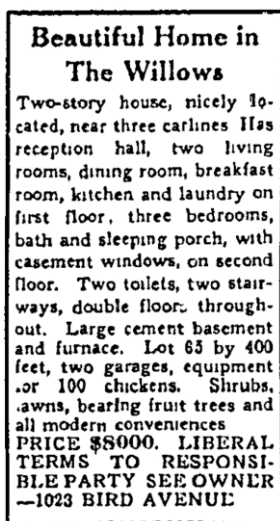 Beautiful Home in
The Willows
Two-story house, nicely lo-
cated, near three carlines Has
reception hall, two living
rooms, dining room, breakfast
room, kitchen and laundry on
first floor, three bedrooms,
bath and sleeping porch, with
casement windows, on second
floor. Two toilets, two stair-
ways, double floors through-
out. Large cement basement
and furnace. Lot 65 by 400
feet, two garages, equipment
for 100 chickens. Shrubs,
lawns, bearing fruit trees and
all modern conveniences
PRICE $8000. LIBERAL
TERMS TO RESPONSI-
BLE PARTY SEE OWNER
—1023 BIRD AVENUE